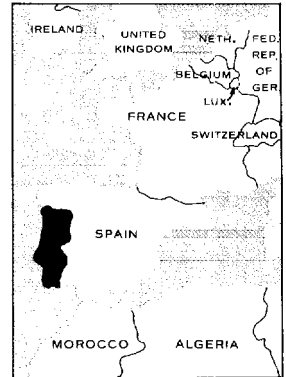 IRELAND
UNITED
KINGDOM
NETH.
FED.
REP.
OF
GER.
BELGIUM
LUX.
FRANCE
SWITZERLAND
SPAIN
MOROCCO
ALGERIA